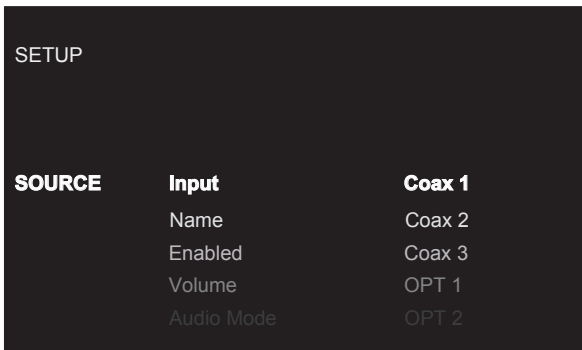 SETUP
SOURCE Input Coax 1
Name Coax 2
Enabled Coax 3
Volume OPT 1
Audio Mode OPT 2